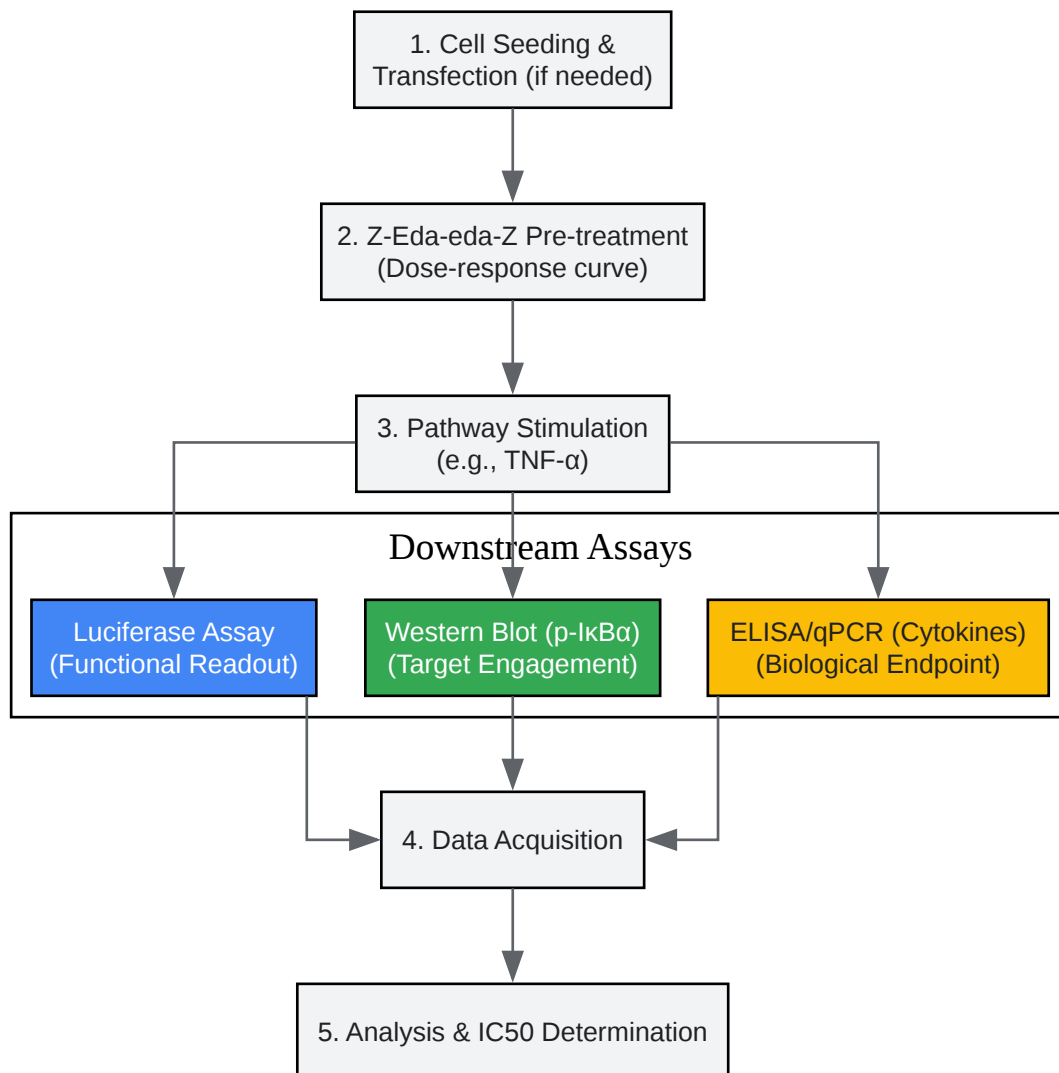 1. Cell Seeding &
Transfection (if needed)
2. Z-Eda-eda-Z Pre-treatment
(Dose-response curve)
3. Pathway Stimulation
(e.g., TNF-α)
Downstream Assays
Luciferase Assay
(Functional Readout)
Western Blot (p-IκBα)
(Target Engagement)
ELISA/qPCR (Cytokines)
(Biological Endpoint)
4. Data Acquisition
5. Analysis & IC50 Determination